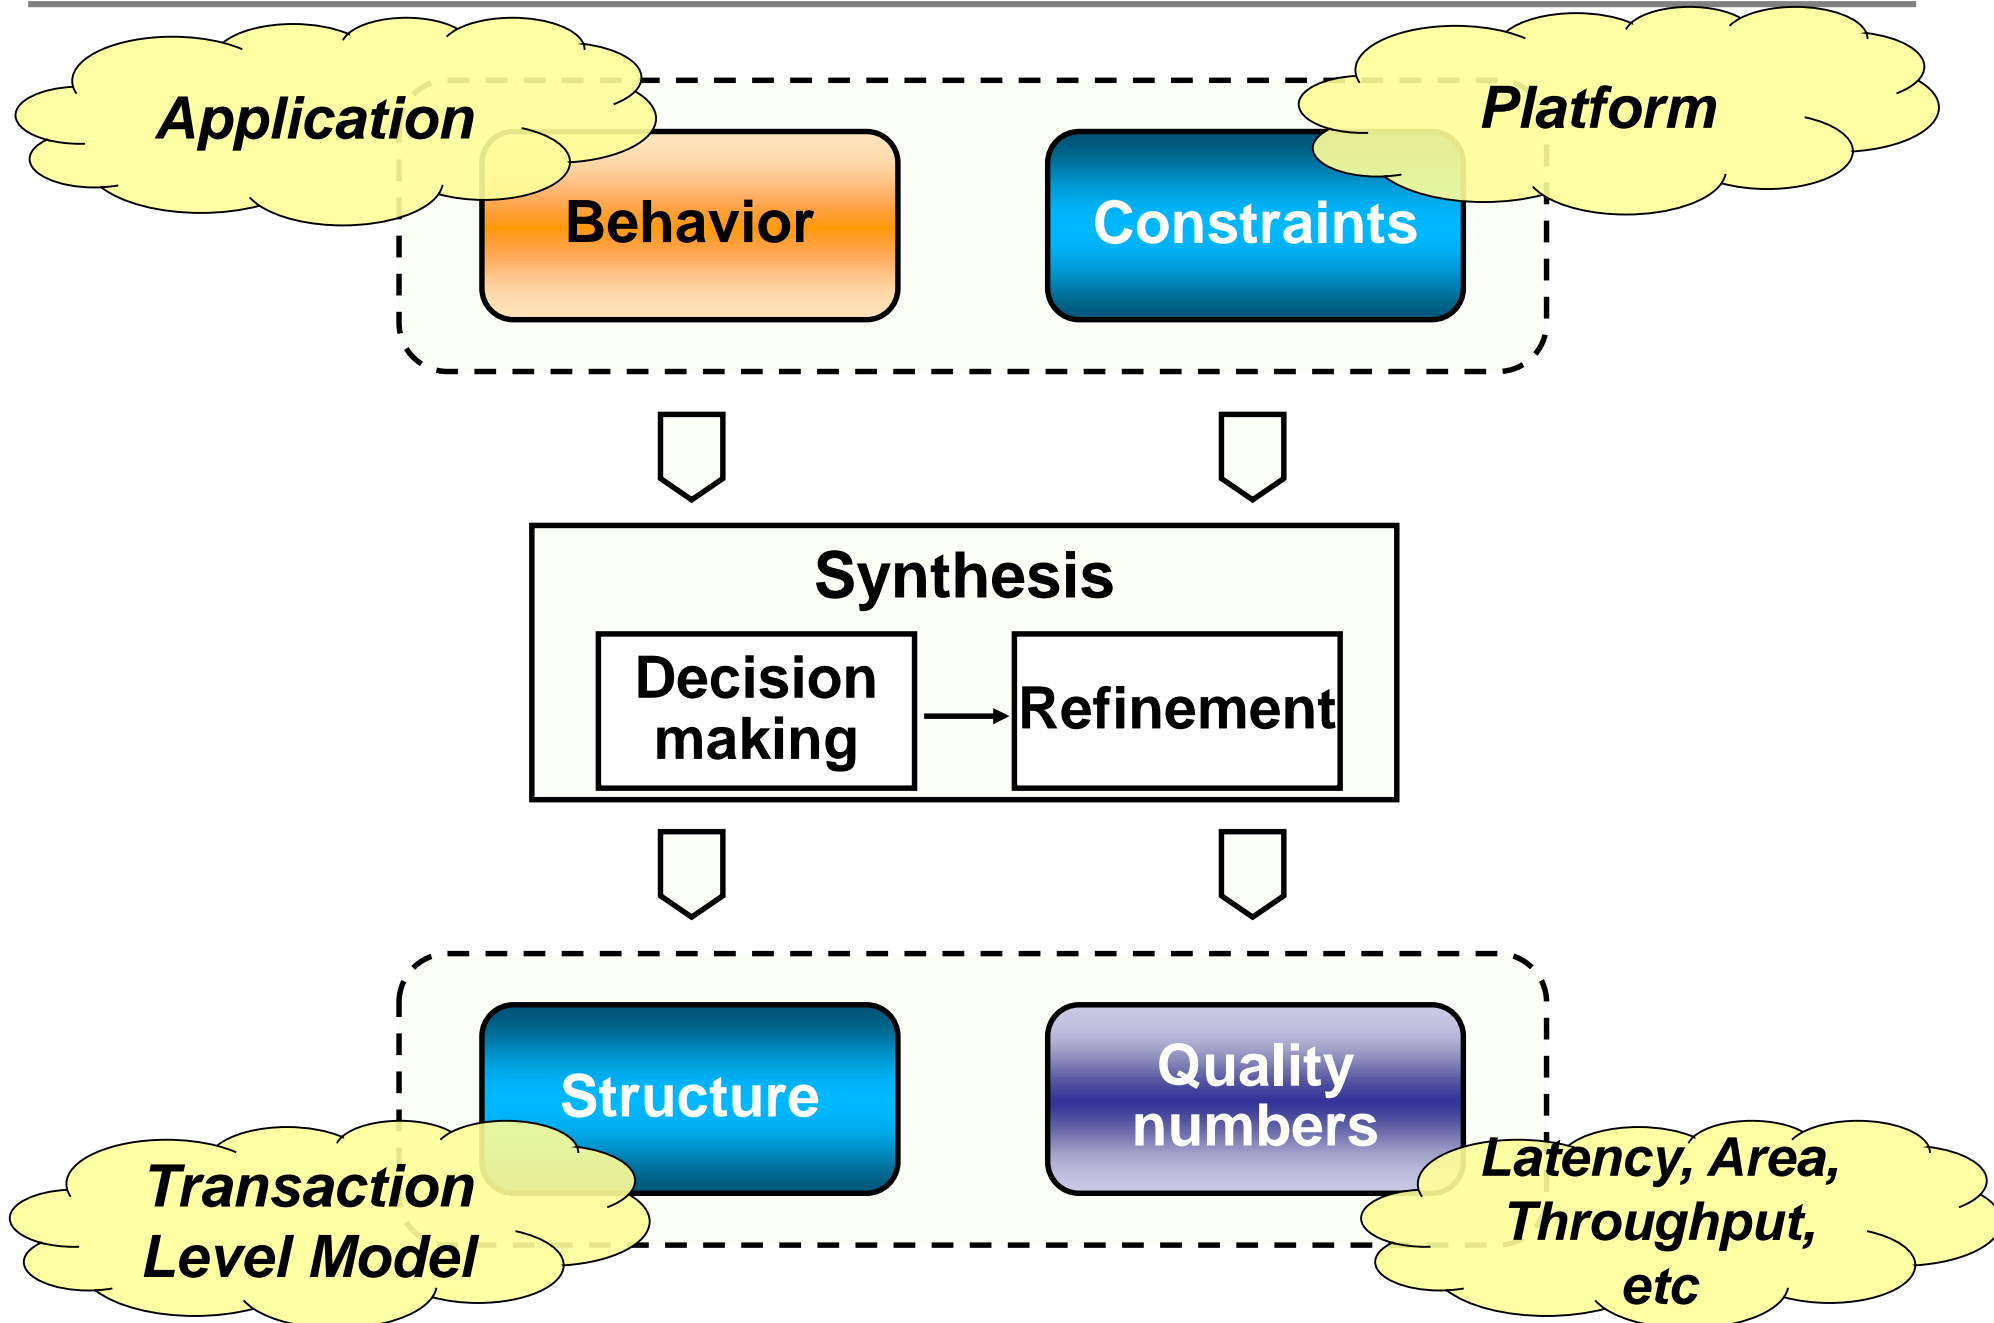 Application
Platform
Behavior
Constraints
Synthesis
Decision
making
Refinement
Structure
Quality
numbers
Transaction
Level Model
Latency, Area,
Throughput,
etc